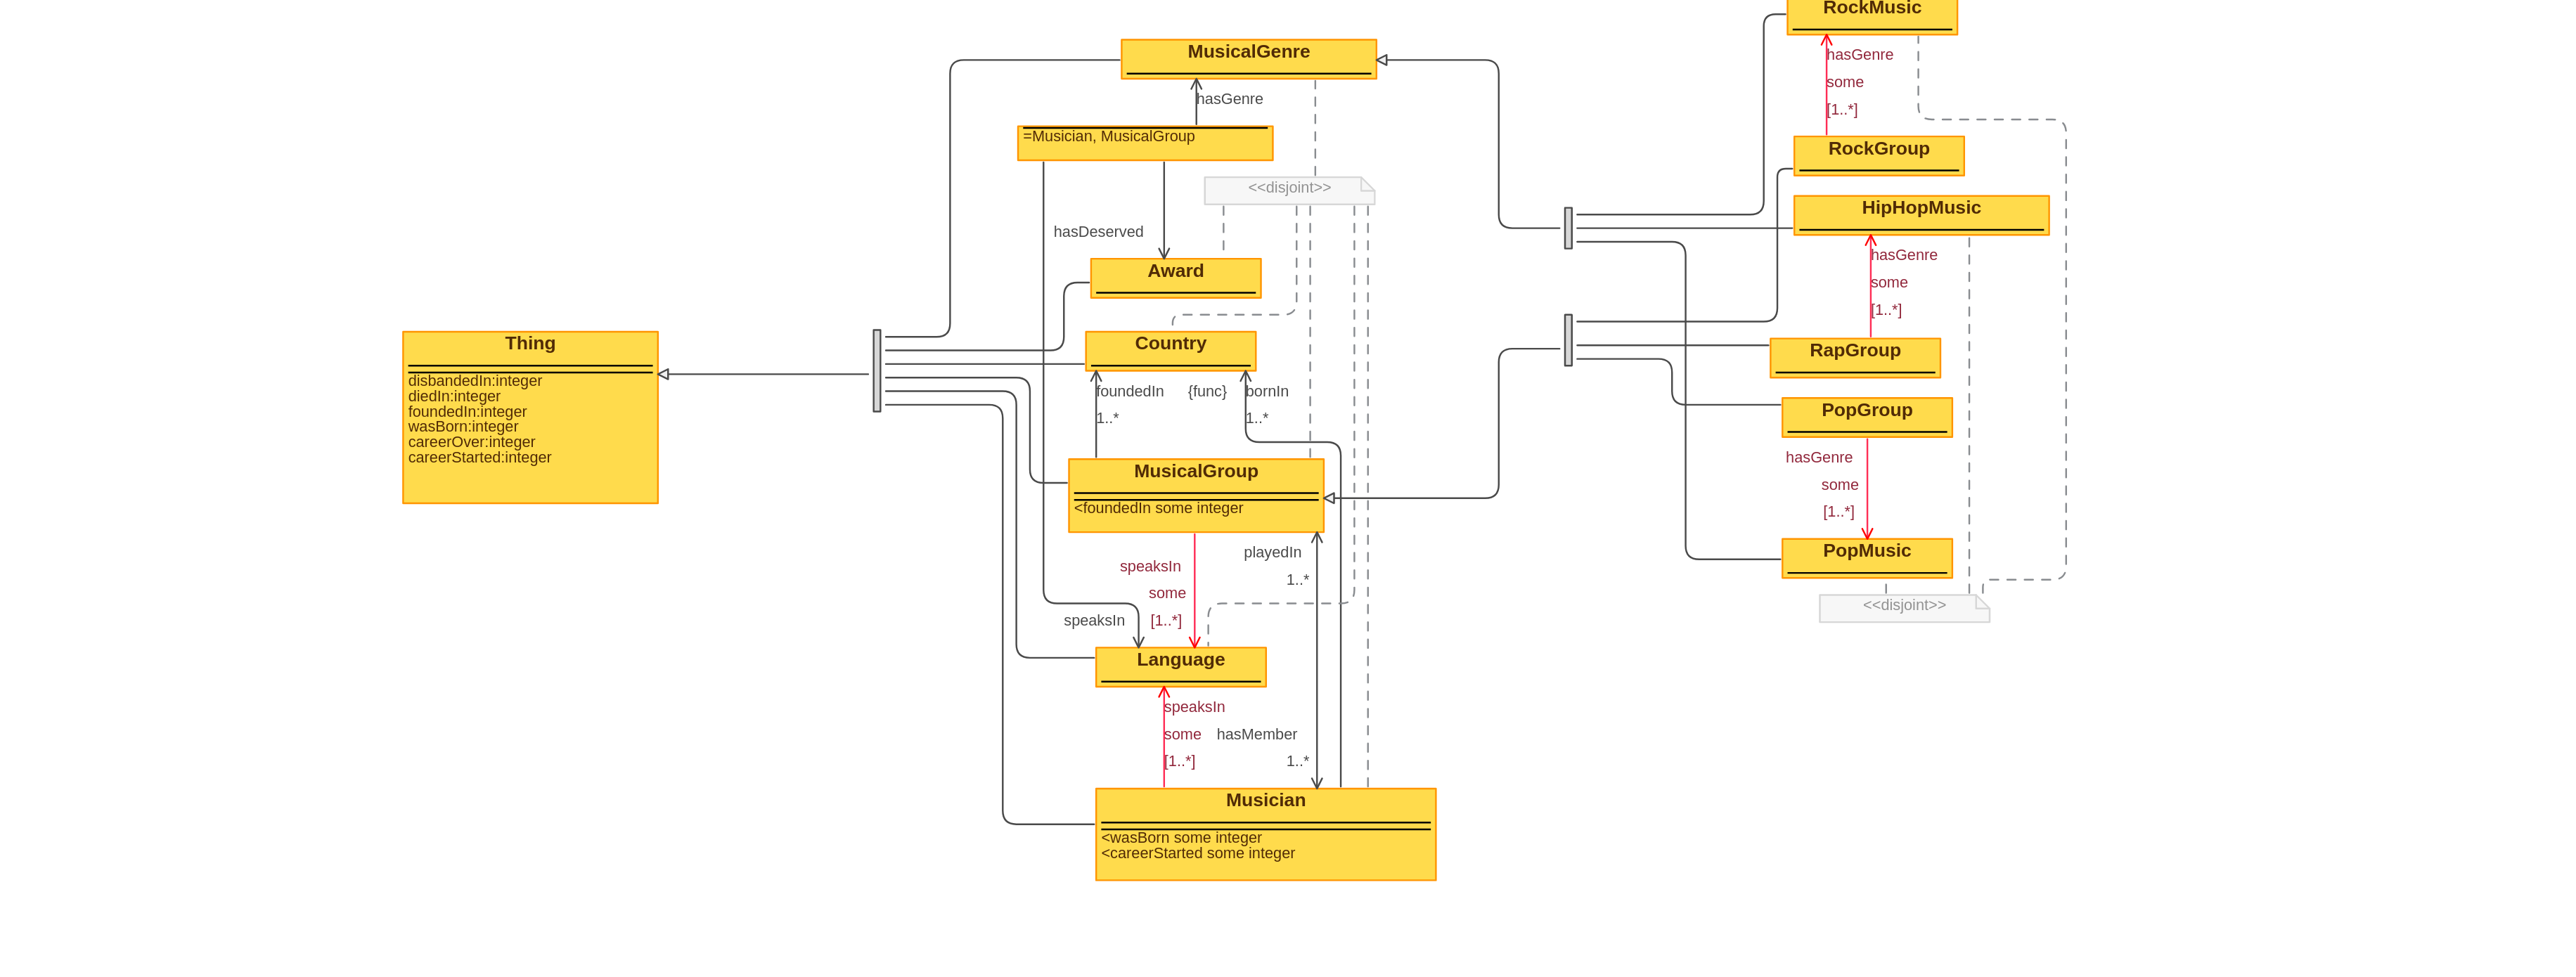 RockMusic
MusicalGenre
hasGenre
some
[1..*]
hasGenre
=Musician, MusicalGroup
RockGroup
<<disjoint>>
HipHopMusic
hasDeserved
hasGenre
some
[1..*]
Award
Thing
Country
RapGroup
disbandedIn:integer
diedIn:integer
foundedIn:integer
wasBorn:integer
careerOver:integer
careerStarted:integer
foundedIn
1..*
{func}
bornIn
1..*
PopGroup
hasGenre
some
[1..*]
MusicalGroup
<foundedIn some integer
PopMusic
playedIn
1..*
speaksIn
some
[1..*]
speaksIn
<<disjoint>>
Language
speaksIn
some
[1..*]
hasMember
1..*
Musician
<wasBorn some integer
<careerStarted some integer